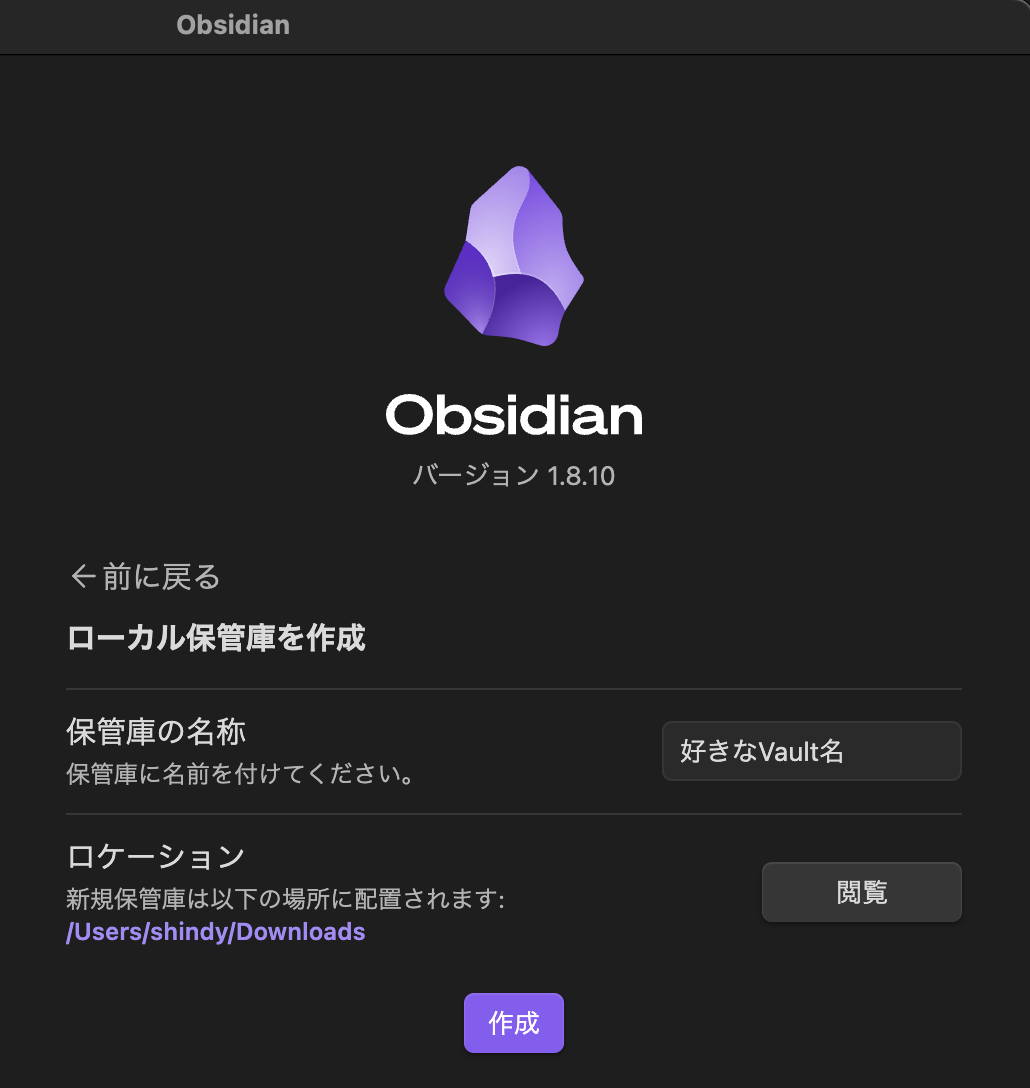 Obsidian
Obsidian
バージョン 1.8.10
←前に戻る
ローカル保管庫を作成
保管庫の名称
保管庫に名前を付けてください。
好きなVault名
ロケーション
新規保管庫は以下の場所に配置されます:
/Users/shindy/Downloads
閲覧
作成